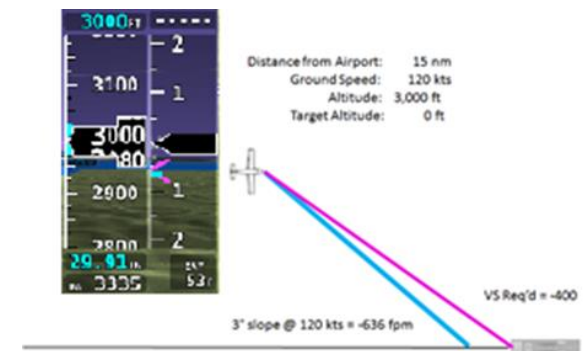 3000FT -----
2
3100
1
3000
80
2900
1
2800
2
29.91IN
3335
53
Distance from Airport: 15 nm
Ground Speed: 120 kts
Altitude: 3,000 ft
Target Altitude: 0 ft
VS Req'd = -400
3° slope @ 120 kts = -636 fpm